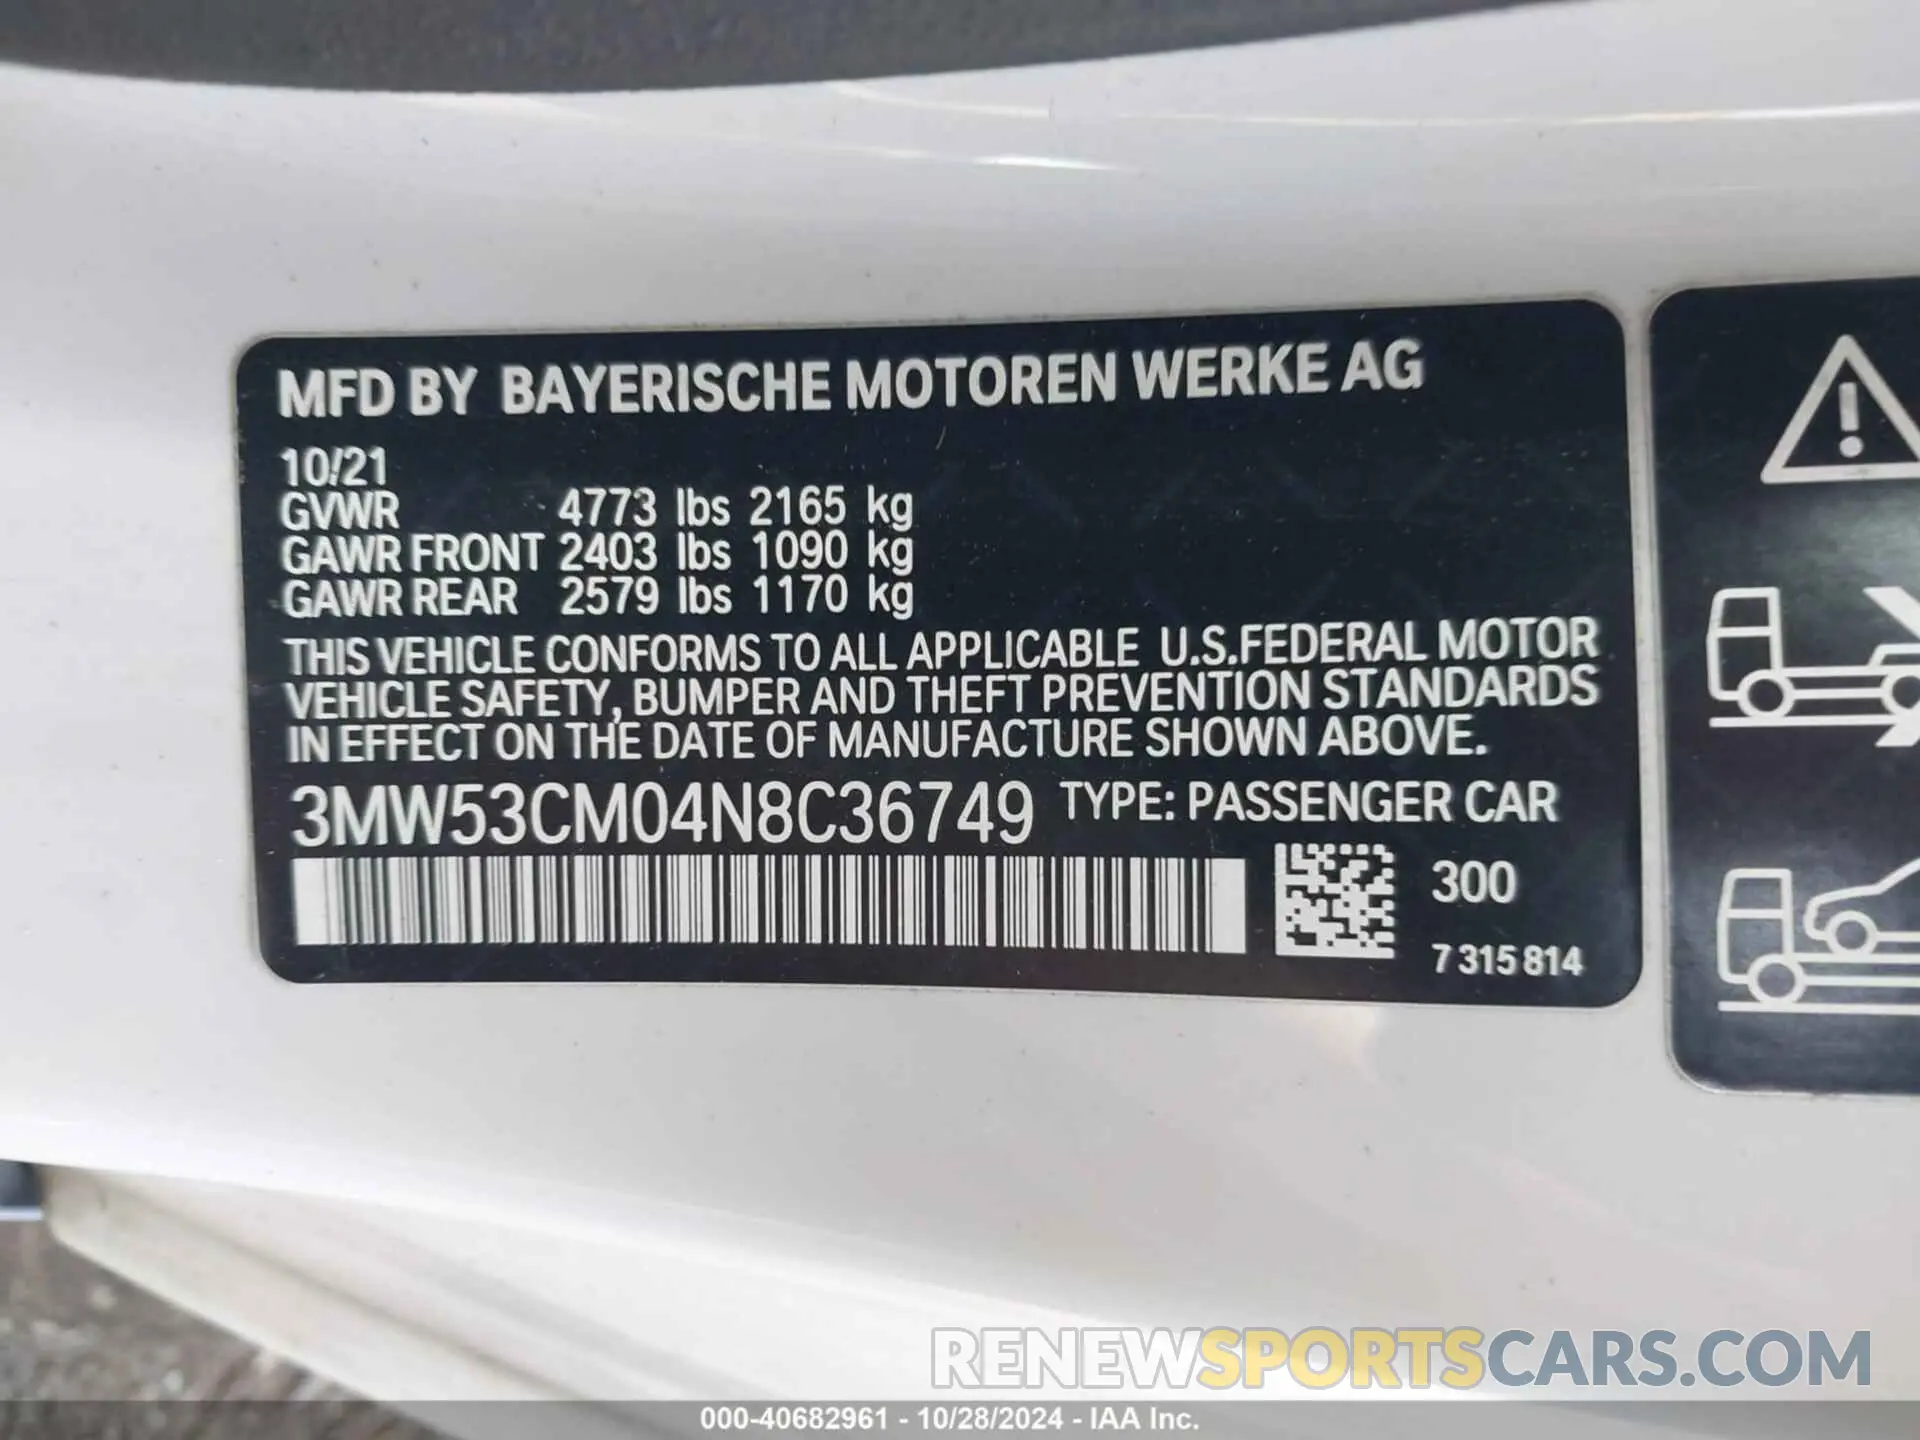 MFD BY BAYERISCHE MOTOREN WERKE AG
10/21
GVWR 4773 lbs 2165 kg
GAWR FRONT 2403 lbs 1090 kg
GAWR REAR 2579 lbs 1170 kg
THIS VEHICLE CONFORMS TO ALL APPLICABLE U.S.FEDERAL MOTOR
VEHICLE SAFETY, BUMPER AND THEFT PREVENTION STANDARDS
IN EFFECT ON THE DATE OF MANUFACTURE SHOWN ABOVE.
3MW53CM04N8C36749 TYPE: PASSENGER CAR
300
7 315 814
RENEWSPORTSCARS.COM
000-40682961 - 10/28/2024 - IAA Inc.